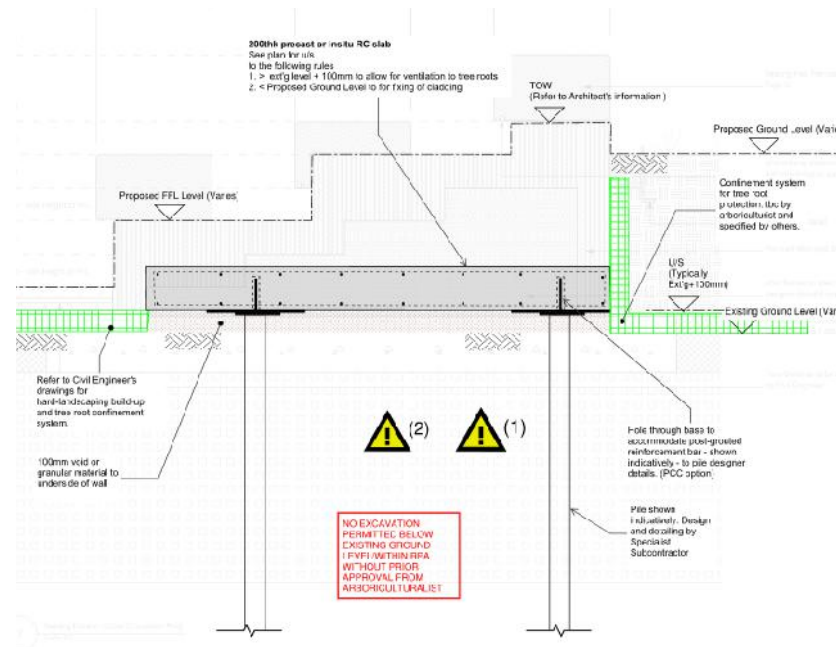 200thk precast or insitu RC slab
See plan for u/s
to the following rules
1. > ext'g level + 100mm to allow for ventilation to tree roots
2. < Proposed Ground Level to for fixing of cladding
TOW
(Refer to Architect's information )
Proposed Ground Level (Vari
Proposed FFL Level (Varies)
Confinement system
for tree root
protection, tbc by
arboriculturist and
specified by others.
U/S
(Typically
Ext'g+100mm)
Existing Ground Level (Var
Refer to Civil Engineer's
drawings for
hard-landscaping build-up
and tree root confinement
system.
100mm void or
granular material to
underside of wall
(2)
(1)
Hole through base to
accommodate post-grouted
reinforcement bar - shown
indicatively - to pile designer
details. (PCC option)
Pile shown
indicatively. Design
and detailing by
Specialist
Subcontractor
NO EXCAVATION
PERMITTED BELOW
EXISTING GROUND
LEVEL/WITHIN RPA
WITHOUT PRIOR
APPROVAL FROM
ARBORICULTURALIST